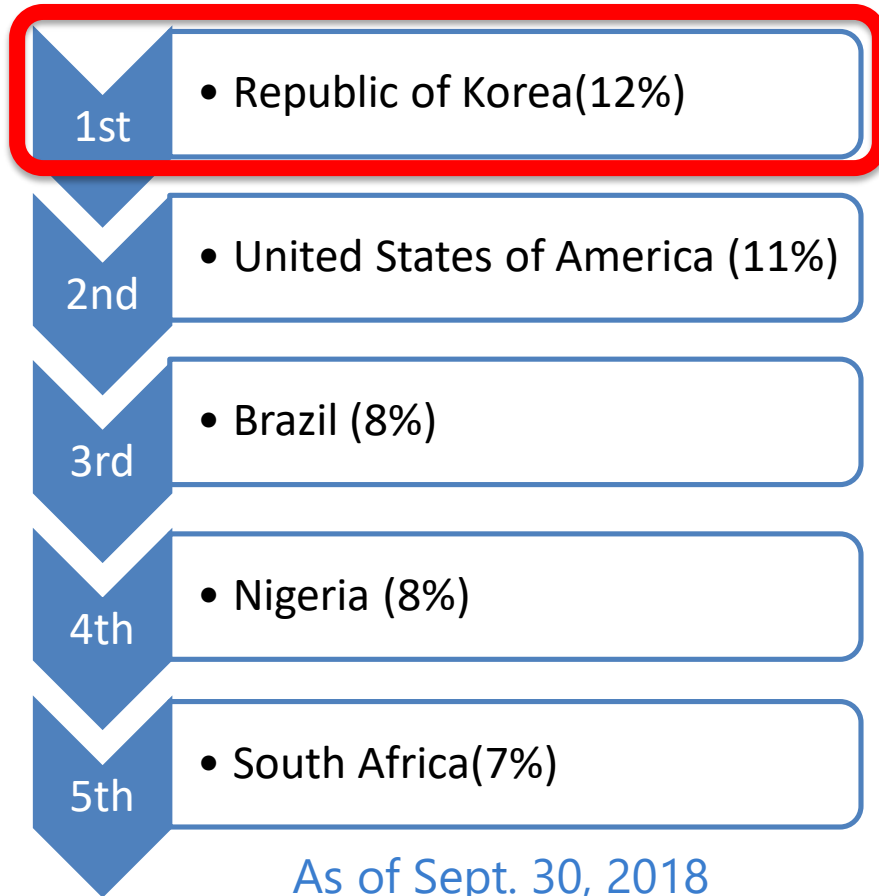 1st
• Republic of Korea(12%)
2nd
• United States of America (11%)
3rd
• Brazil (8%)
4th
• Nigeria (8%)
5th
• South Africa(7%)
As of Sept. 30, 2018